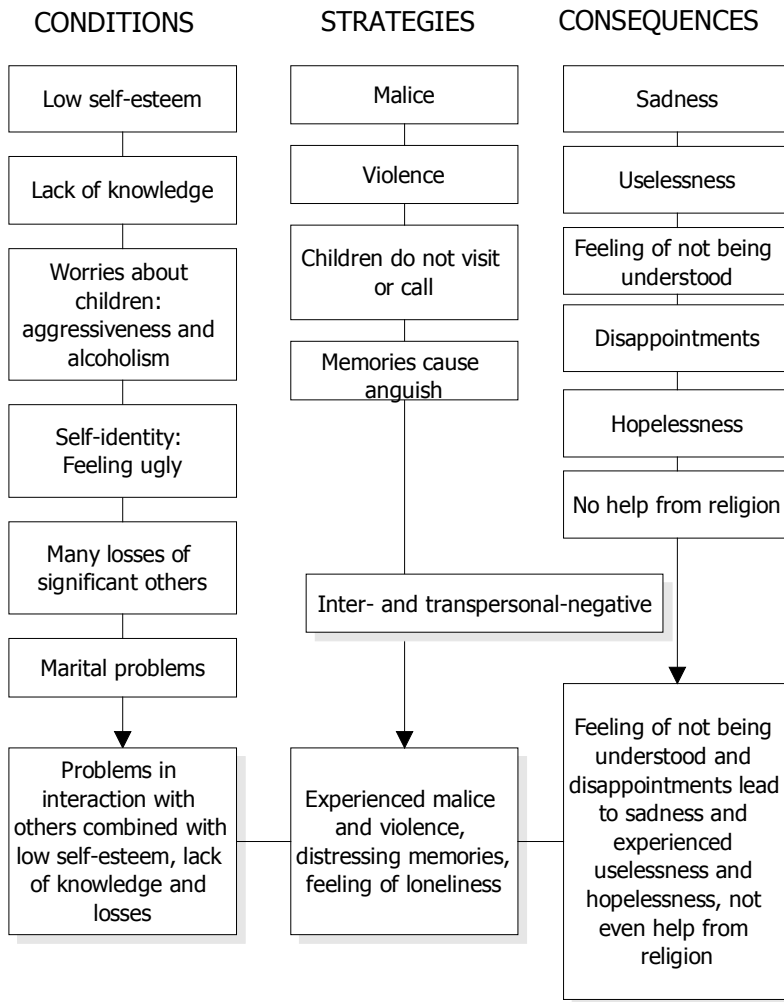 CONDITIONS
STRATEGIES
CONSEQUENCES
Low self-esteem
Lack of knowledge
Worries about
children:
aggressiveness and
alcoholism
Self-identity:
Feeling ugly
Many losses of
significant others
Marital problems
Problems in
interaction with
others combined with
low self-esteem, lack
of knowledge and
losses
Malice
Violence
Children do not visit
or call
Memories cause
anguish
Inter- and transpersonal-negative
Experienced malice
and violence,
distressing memories,
feeling of loneliness
Sadness
Uselessness
Feeling of not being
understood
Disappointments
Hopelessness
No help from religion
Feeling of not being
understood and
disappointments lead
to sadness and
experienced
uselessness and
hopelessness, not
even help from
religion